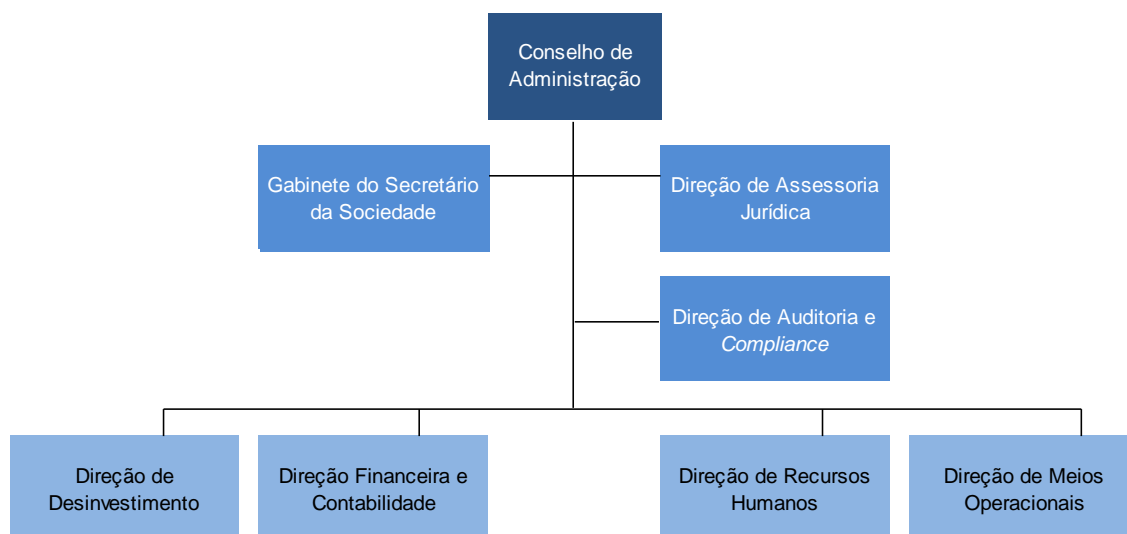 Conselho de
Administração
Gabinete do Secretário
da Sociedade
Direção de Assessoria
Jurídica
Direção de Auditoria e
Compliance
Direção de
Desinvestimento
Direção Financeira e
Contabilidade
Direção de Recursos
Humanos
Direção de Meios
Operacionais